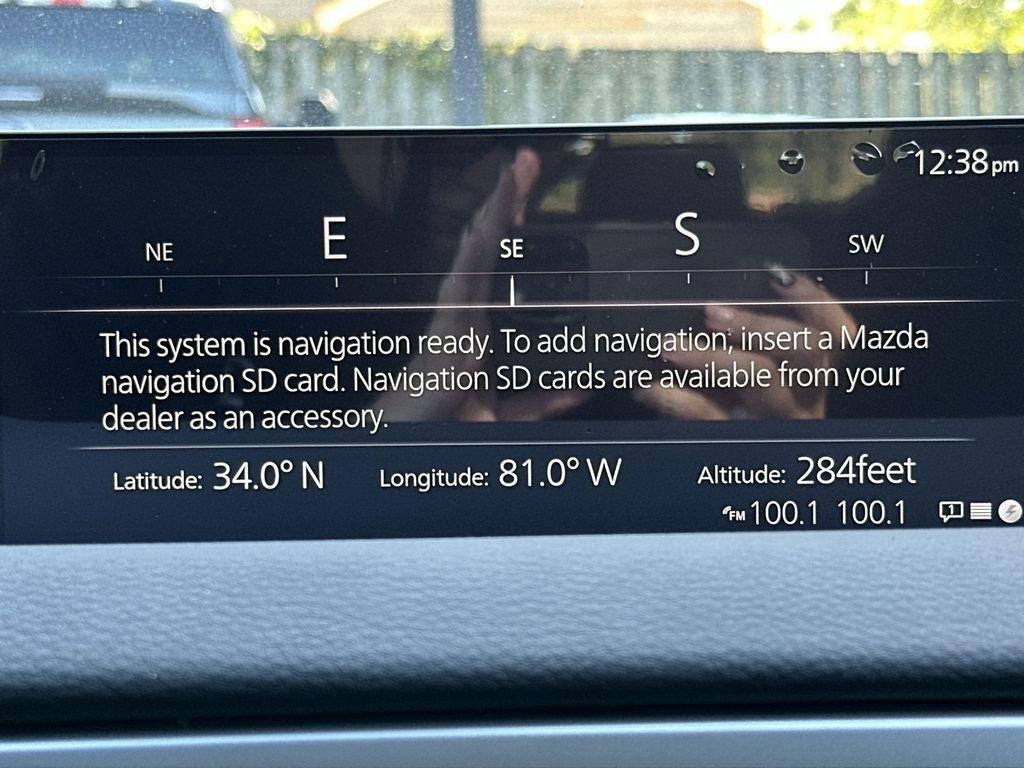 12:38pm
NE E SE S SW
This system is navigation ready. To add navigation, insert a Mazda
navigation SD card. Navigation SD cards are available from your
dealer as an accessory.
Latitude: 34.0° N Longitude: 81.0° W Altitude: 284feet
FM 100.1 100.1 1